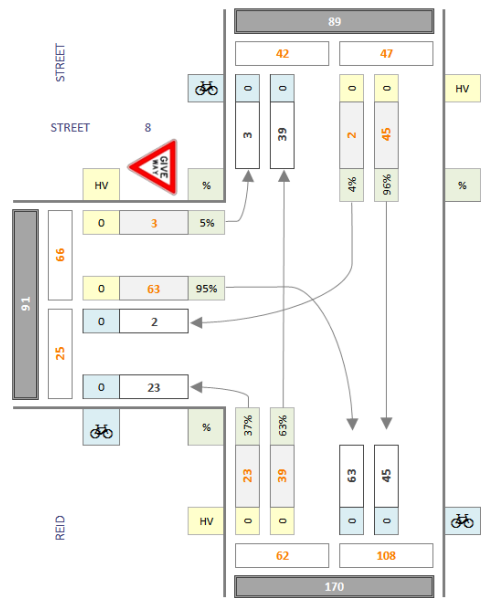 89
42 47
STREET
0 0 0 0 HV
3 39 2 45
STREET 8
GIVE WAY
HV % 4% 96% %
0 3 5%
66
0 63 95%
91
0 2
25
0 23
% 37% 63%
23 39 63 45
REID
HV 0 0 0 0
62 108
170